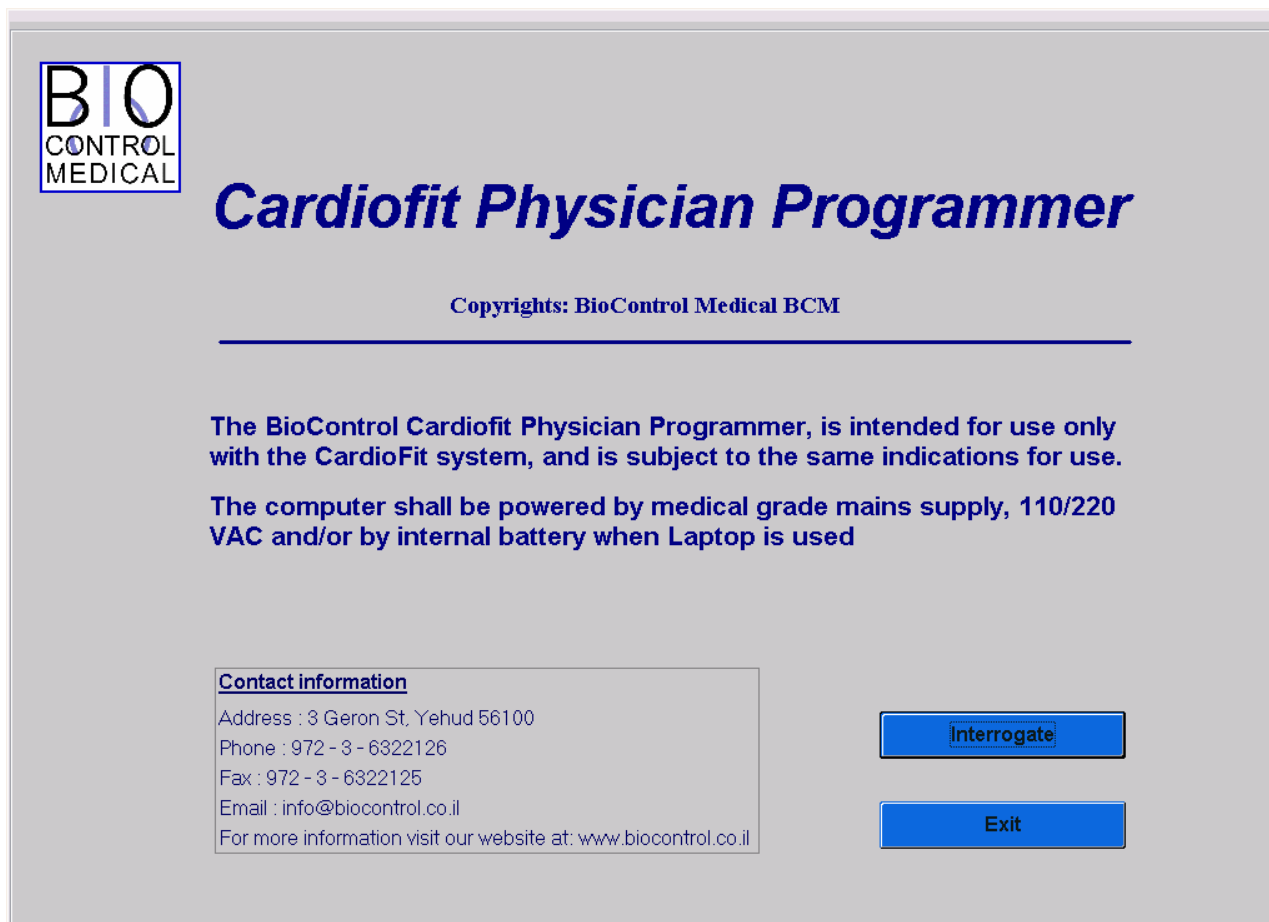 BIO
CONTROL
MEDICAL
Cardiofit Physician Programmer
Copyrights: BioControl Medical BCM
The BioControl Cardiofit Physician Programmer, is intended for use only
with the CardioFit system, and is subject to the same indications for use.
The computer shall be powered by medical grade mains supply, 110/220
VAC and/or by internal battery when Laptop is used
Contact information
Address : 3 Geron St, Yehud 56100
Phone : 972 - 3 - 6322126
Fax : 972 - 3 - 6322125
Email : info@biocontrol.co.il
For more information visit our website at: www.biocontrol.co.il
Interrogate
Exit